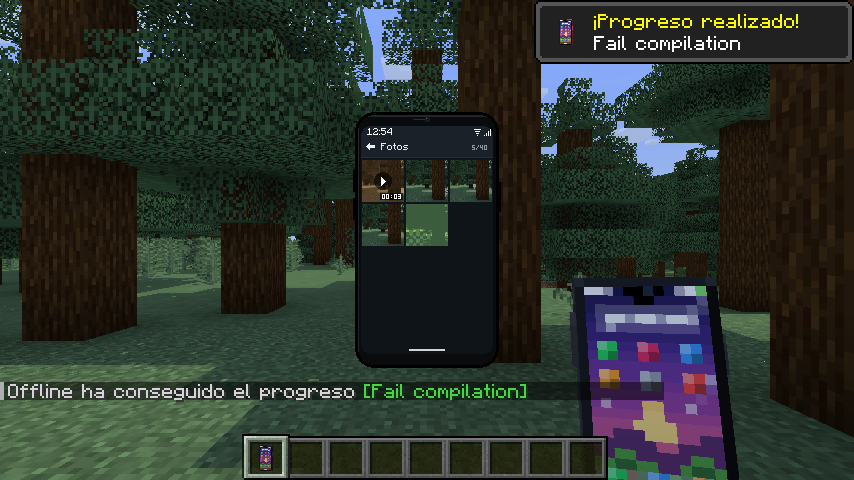 ¡Progreso realizado!
Fail compilation
12:54
Fotos
5/40
00:03
Offline ha conseguido el progreso [Fail compilation]